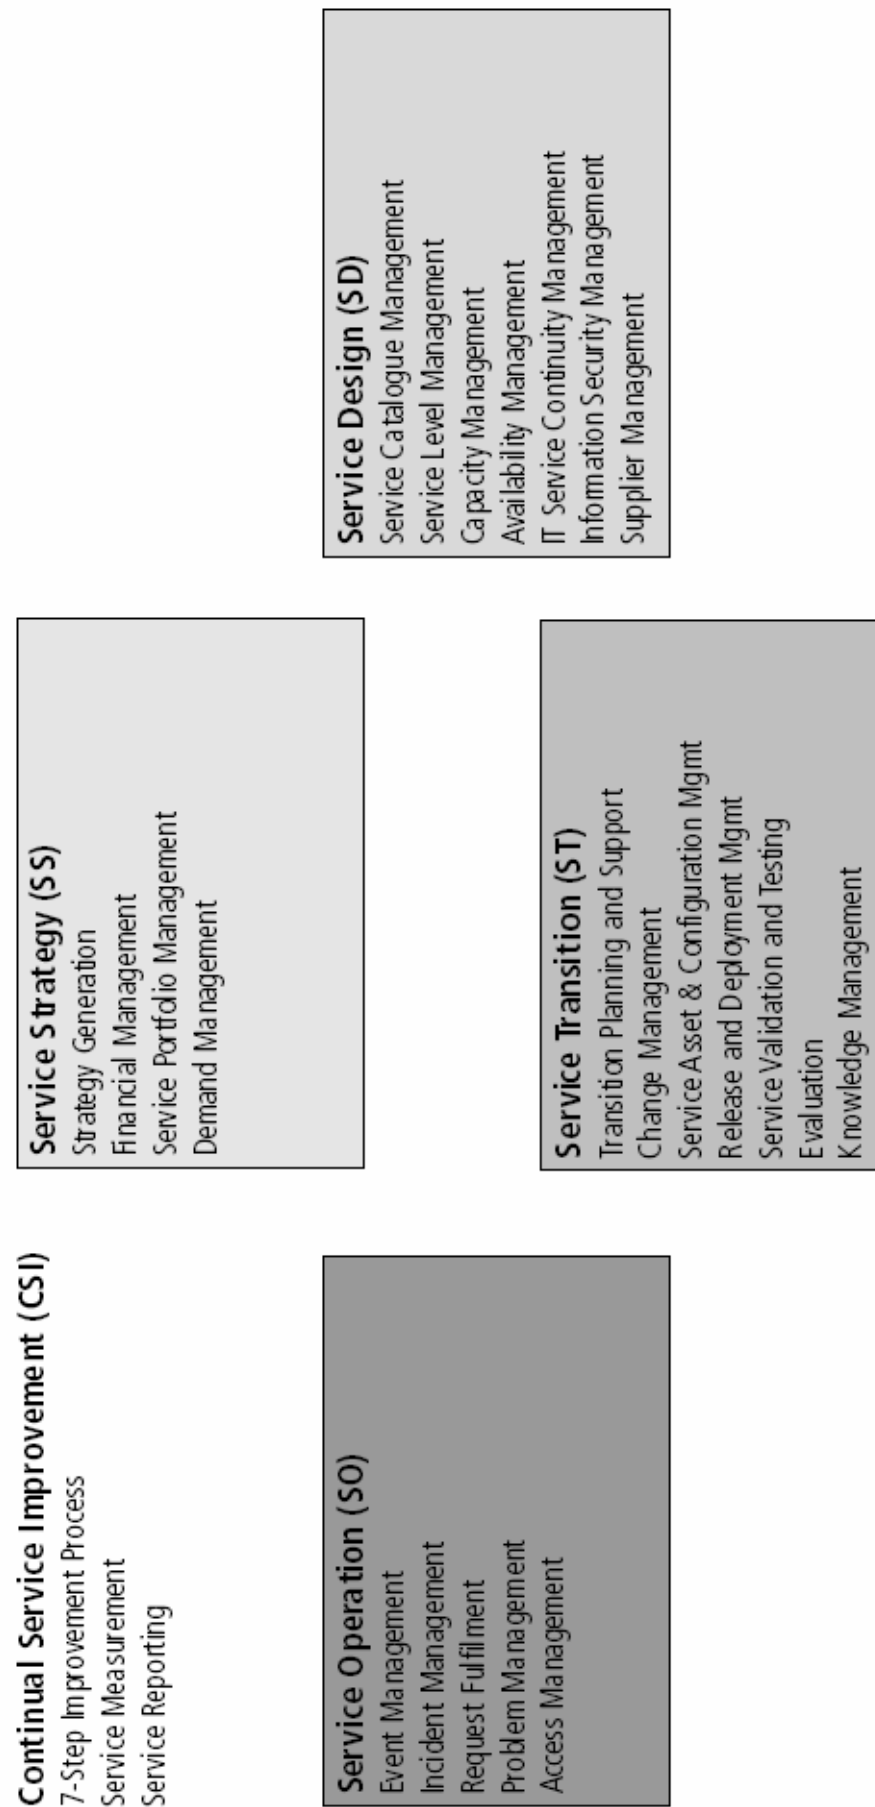 Continual Service Improvement (CSI)
7-Step Improvement Process
Service Measurement
Service Reporting
Service Strategy (SS)
Strategy Generation
Financial Management
Service Portfolio Management
Demand Management
Service Operation (SO)
Event Management
Incident Management
Request Fulfilment
Problem Management
Access Management
Service Design (SD)
Service Catalogue Management
Service Level Management
Capacity Management
Availability Management
IT Service Continuity Management
Information Security Management
Supplier Management
Service Transition (ST)
Transition Planning and Support
Change Management
Service Asset & Configuration Mgmt
Release and Deployment Mgmt
Service Validation and Testing
Evaluation
Knowledge Management